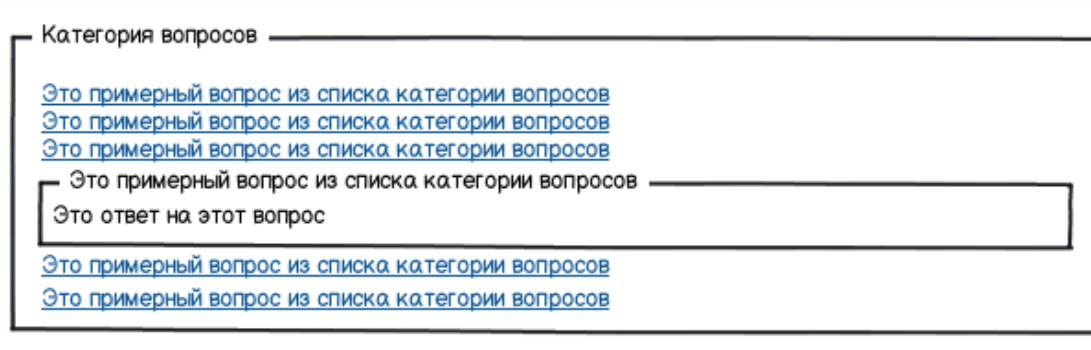 Категория вопросов
Это примерный вопрос из списка категории вопросов
Это примерный вопрос из списка категории вопросов
Это примерный вопрос из списка категории вопросов
Это примерный вопрос из списка категории вопросов
Это ответ на этот вопрос
Это примерный вопрос из списка категории вопросов
Это примерный вопрос из списка категории вопросов